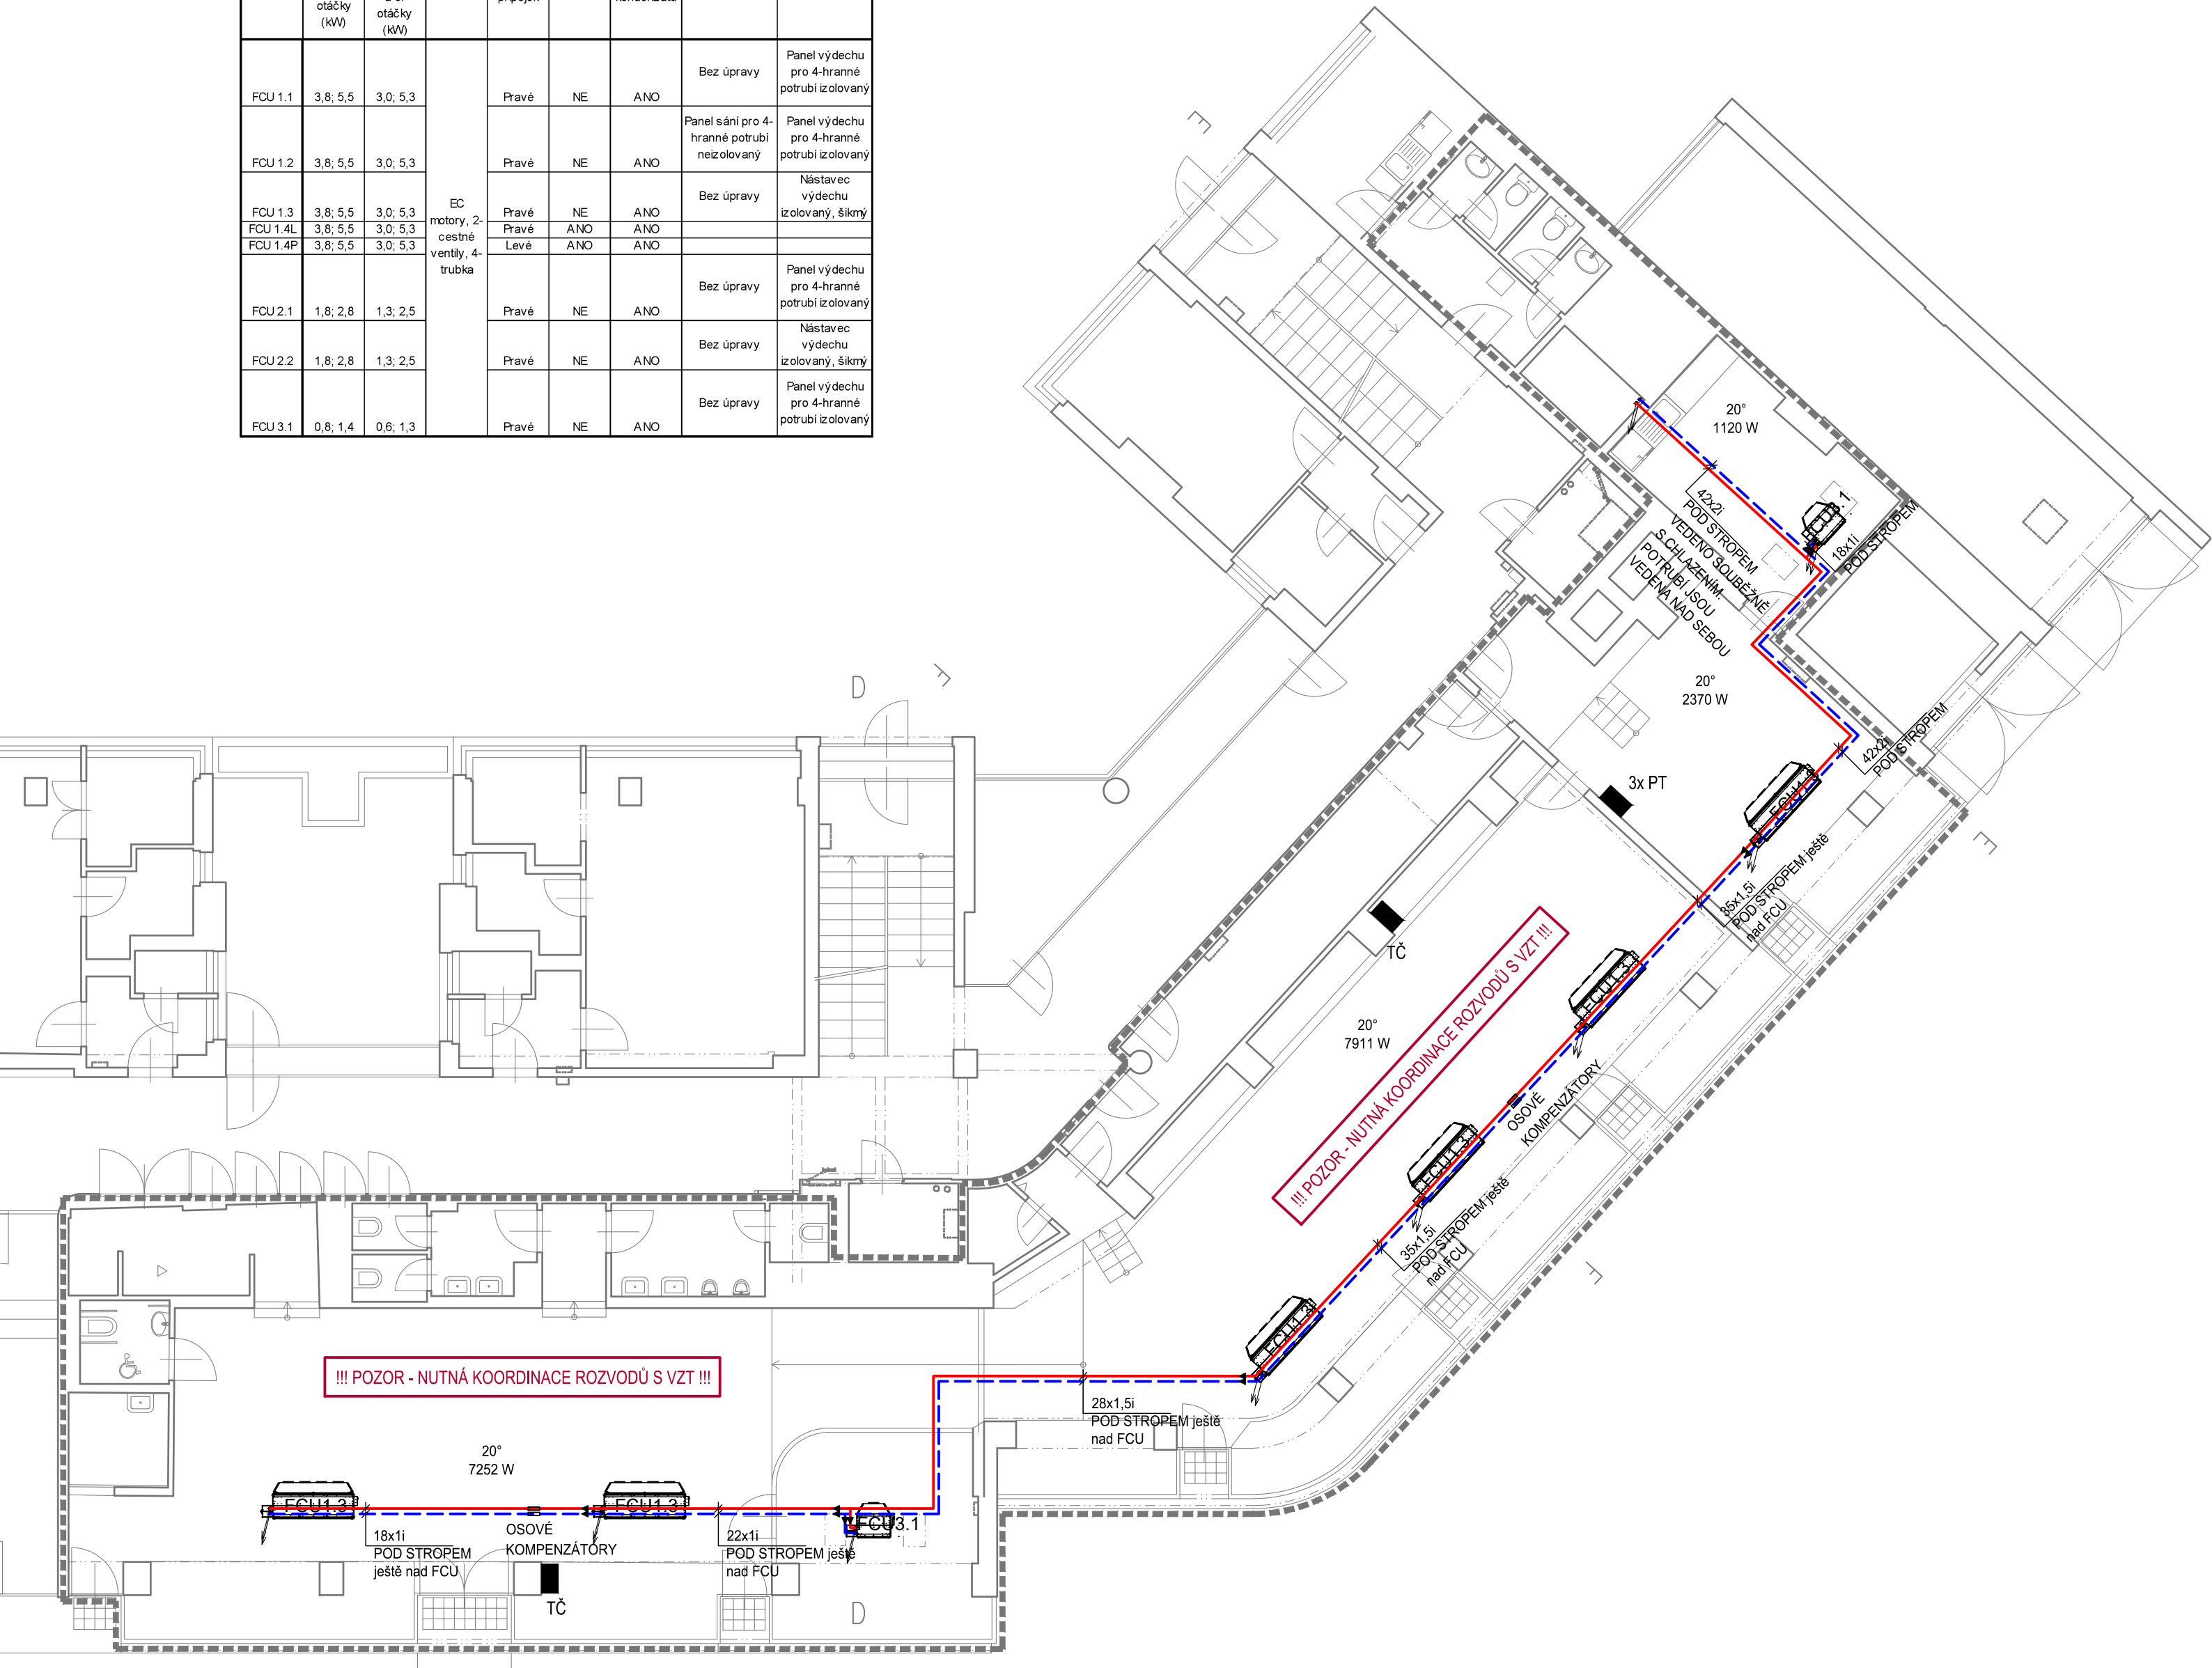 otáčky
(kW)
otáčky
(kW)
FCU 1.1 3,8; 5,5 3,0; 5,3 Pravé NE ANO Bez úpravy Panel výdechu pro 4-hranné potrubí izolovaný
FCU 1.2 3,8; 5,5 3,0; 5,3 Pravé NE ANO Panel sání pro 4-hranné potrubí neizolovaný Panel výdechu pro 4-hranné potrubí izolovaný
FCU 1.3 3,8; 5,5 3,0; 5,3 Pravé NE ANO Bez úpravy Nástavec výdechu izolovaný, šikmý
FCU 1.4L 3,8; 5,5 3,0; 5,3 Pravé ANO ANO
FCU 1.4P 3,8; 5,5 3,0; 5,3 Levé ANO ANO
EC
motory, 2-
cestné
ventily, 4-
trubka
FCU 2.1 1,8; 2,8 1,3; 2,5 Pravé NE ANO Bez úpravy Panel výdechu pro 4-hranné potrubí izolovaný
FCU 2.2 1,8; 2,8 1,3; 2,5 Pravé NE ANO Bez úpravy Nástavec výdechu izolovaný, šikmý
FCU 3.1 0,8; 1,4 0,6; 1,3 Pravé NE ANO Bez úpravy Panel výdechu pro 4-hranné potrubí izolovaný
20°
1120 W
42x2i
POD STROPEM
VEDENO SOUBĚŽNĚ
S CHLAZENÍM.
POTRUBÍ JSOU
VEDENA NAD SEBOU
18x1i
POD STROPEM
20°
2370 W
42x2i
POD STROPEM
3x PT
35x1,5i
POD STROPEM ještě
nad FCU
TČ
FCU1.3
20°
7911 W
!!! POZOR - NUTNÁ KOORDINACE ROZVODŮ S VZT !!!
OSOVÉ
KOMPENZÁTORY
FCU1.3
35x1,5i
POD STROPEM ještě
nad FCU
FCU1.3
D
!!! POZOR - NUTNÁ KOORDINACE ROZVODŮ S VZT !!!
28x1,5i
POD STROPEM ještě
nad FCU
20°
7252 W
FCU1.3
FCU1.3
FCU3.1
18x1i
POD STROPEM
ještě nad FCU
OSOVÉ
KOMPENZÁTORY
22x1i
POD STROPEM ještě
nad FCU
TČ
D